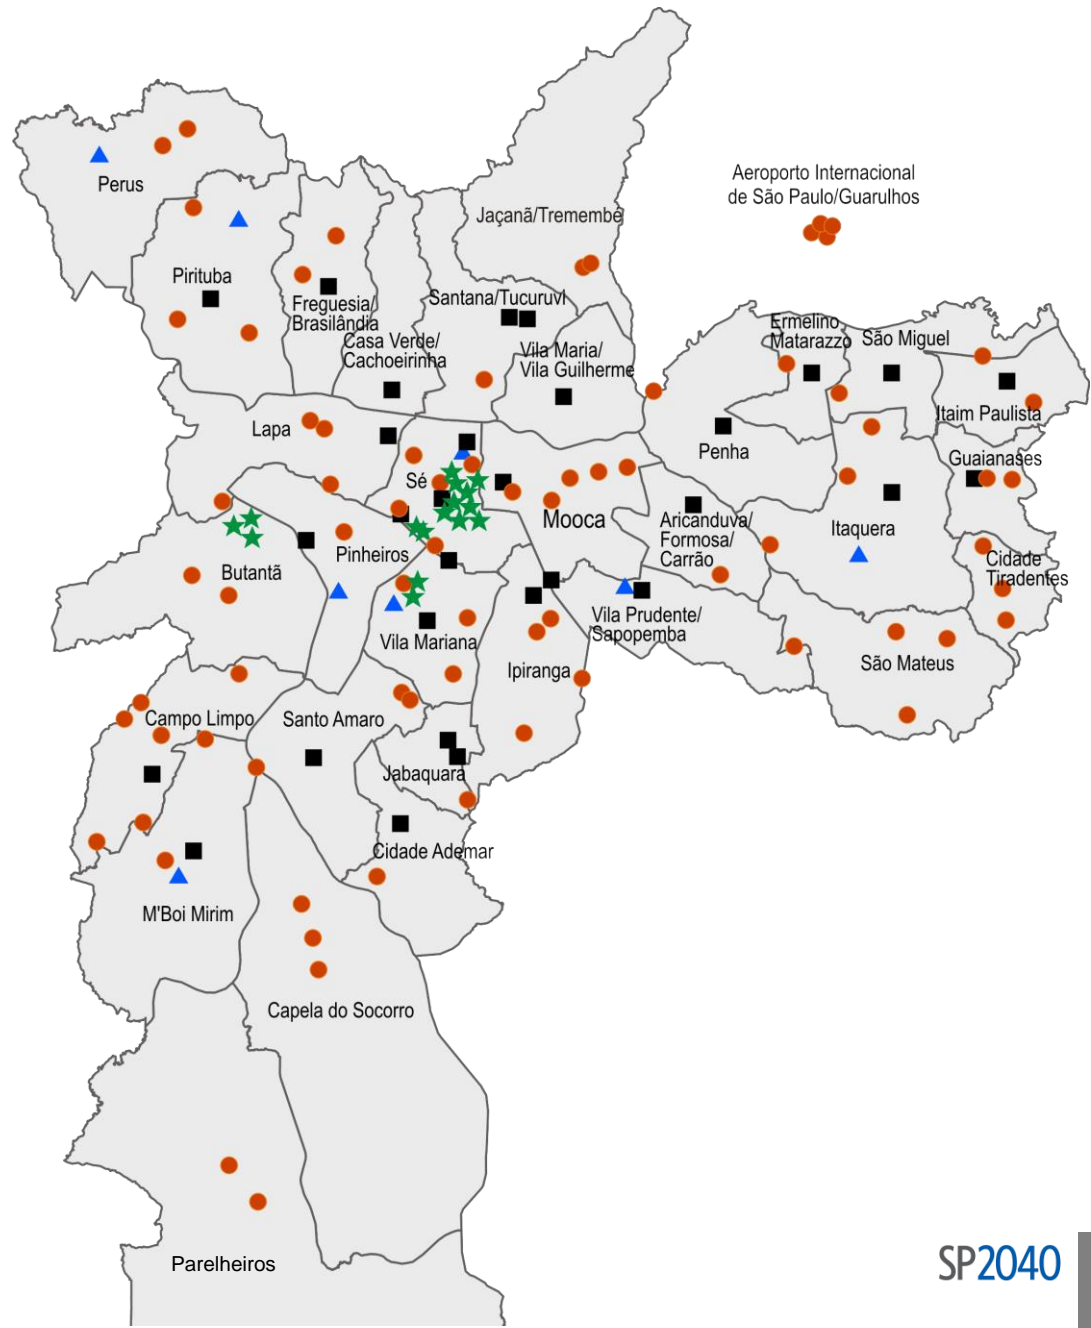 Aeroporto Internacional
de São Paulo/Guarulhos
Perus
Jaçanã/Tremembé
Pirituba
Freguesia/
Brasilândia
Santana/Tucuruvl
Casa Verde/
Cachoeirinha
Vila Maria/
Vila Guilherme
Ermelino
Matarazzo
São Miguel
Itaim Paulista
Lapa
Penha
Guaianases
Sé
Mooca
Aricanduva/
Formosa/
Carrão
Itaquera
Pinheiros
Butantã
Cidade
Tiradentes
Vila Prudente/
Sapopemba
Vila Mariana
Ipiranga
São Mateus
Campo Limpo
Santo Amaro
Jabaquara
Cidade Ademar
M'Boi Mirim
Capela do Socorro
Parelheiros
SP2040